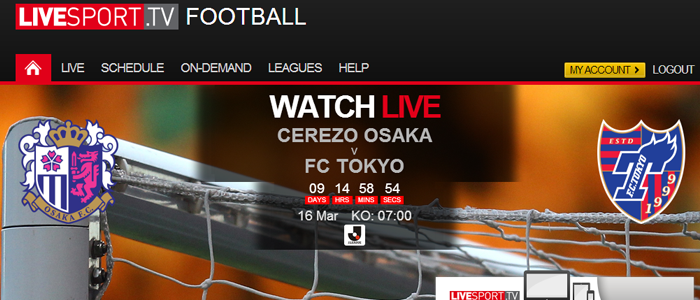 LIVESPORT.TV FOOTBALL
LIVE SCHEDULE ON-DEMAND LEAGUES HELP
MY ACCOUNT > LOGOUT
WATCH LIVE
CEREZO OSAKA
v
FC TOKYO
09 14 58 54
DAYS HRS MINS SECS
16 Mar KO: 07:00
OSAKA F.C.
ESTD
F.C.TOKYO
1999
LIVESPORT.TV